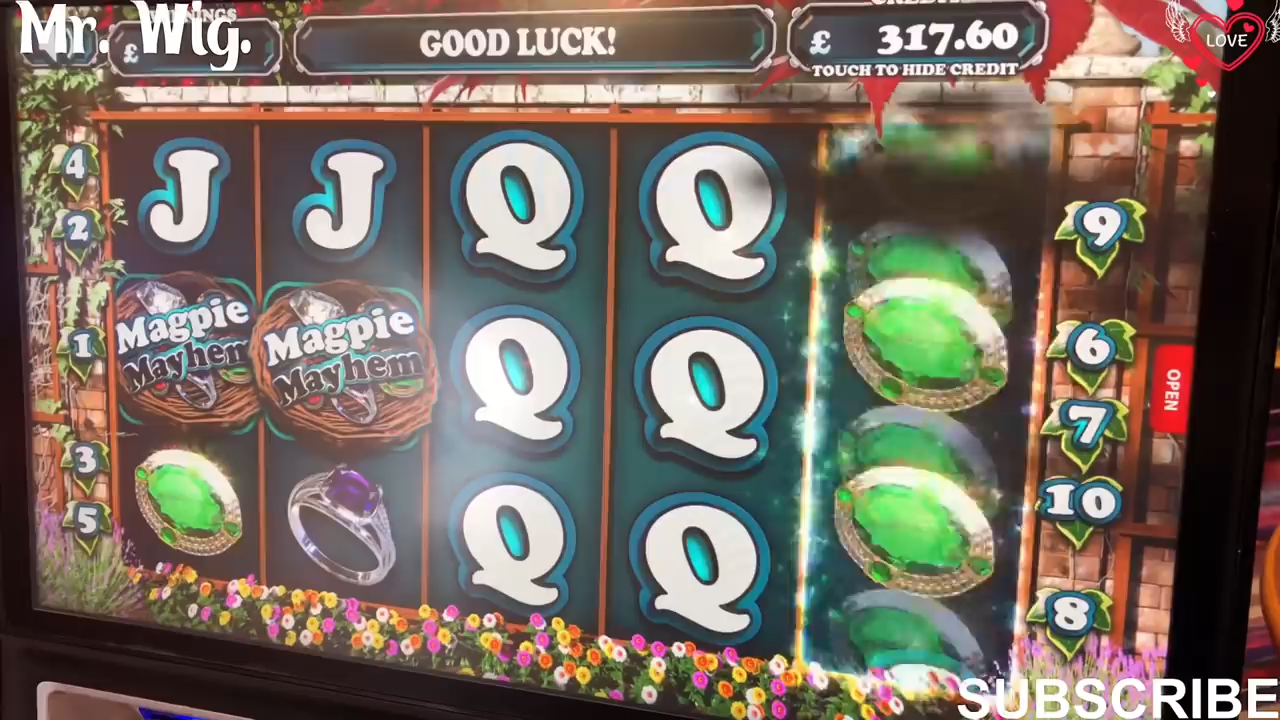 Mr. Wig.
£
GOOD LUCK!
£ 317.60
TOUCH TO HIDE CREDIT
LOVE
J J Q Q
4
2
9
Magpie Mayhem
Magpie Mayhem
Q Q
1
6
OPEN
7
3
5
Q Q
10
8
SUBSCRIBE